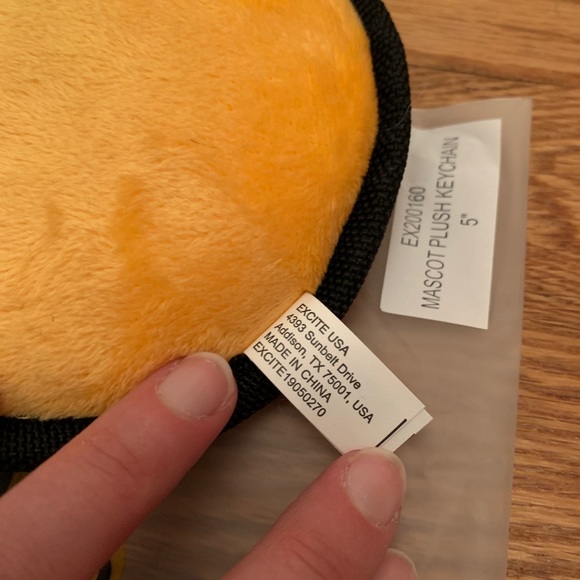 EX200160
MASCOT PLUSH KEYCHAIN
5"
EXCITE USA
4393 Sunbelt Drive
Addison, TX 75001, USA
MADE IN CHINA
EXCITE19050270